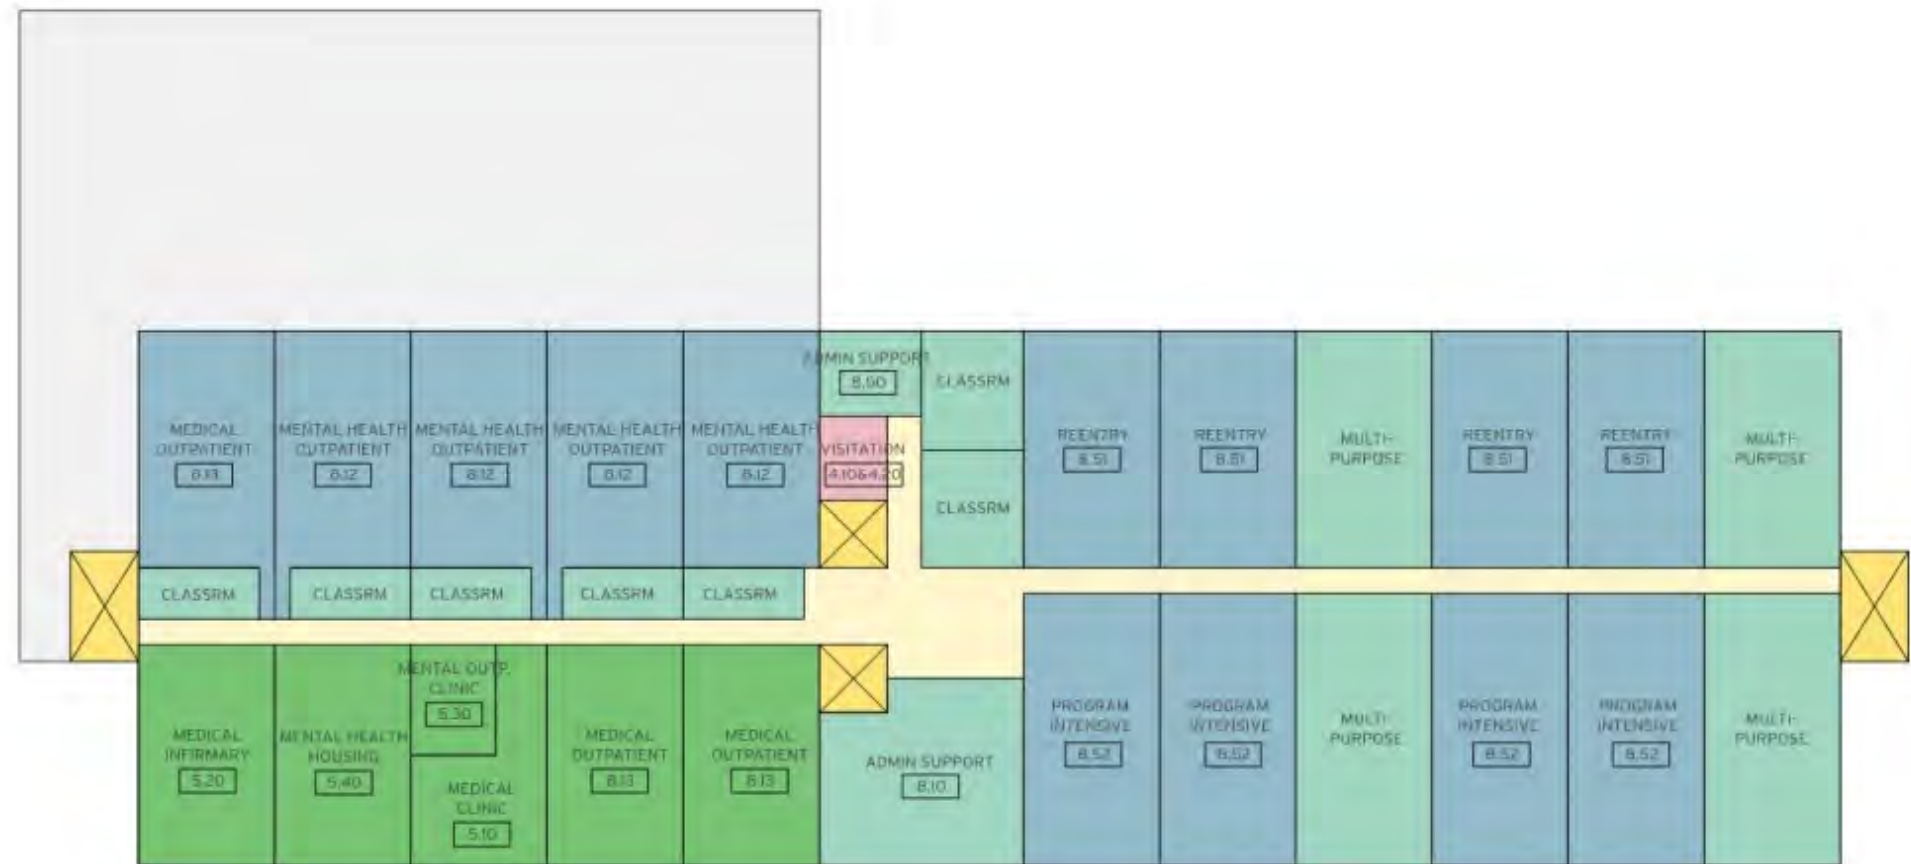 ADMIN SUPPORT
8.50
CLASSRM
MEDICAL
OUTPATIENT
8.13
MENTAL HEALTH
OUTPATIENT
8.12
MENTAL HEALTH
OUTPATIENT
8.12
MENTAL HEALTH
OUTPATIENT
8.12
MENTAL HEALTH
OUTPATIENT
8.12
VISITATION
4.10&4.20
CLASSRM
REENTRY
8.51
REENTRY
8.51
MULTI-
PURPOSE
REENTRY
8.51
REENTRY
8.51
MULTI-
PURPOSE
CLASSRM
CLASSRM
CLASSRM
CLASSRM
CLASSRM
MEDICAL
INFIRMARY
5.20
MENTAL HEALTH
HOUSING
5.40
MENTAL OUTP.
CLINIC
5.30
MEDICAL
CLINIC
5.10
MEDICAL
OUTPATIENT
8.13
MEDICAL
OUTPATIENT
8.13
ADMIN SUPPORT
8.10
PROGRAM
INTENSIVE
8.52
PROGRAM
INTENSIVE
8.52
MULTI-
PURPOSE
PROGRAM
INTENSIVE
8.52
PROGRAM
INTENSIVE
8.52
MULTI-
PURPOSE